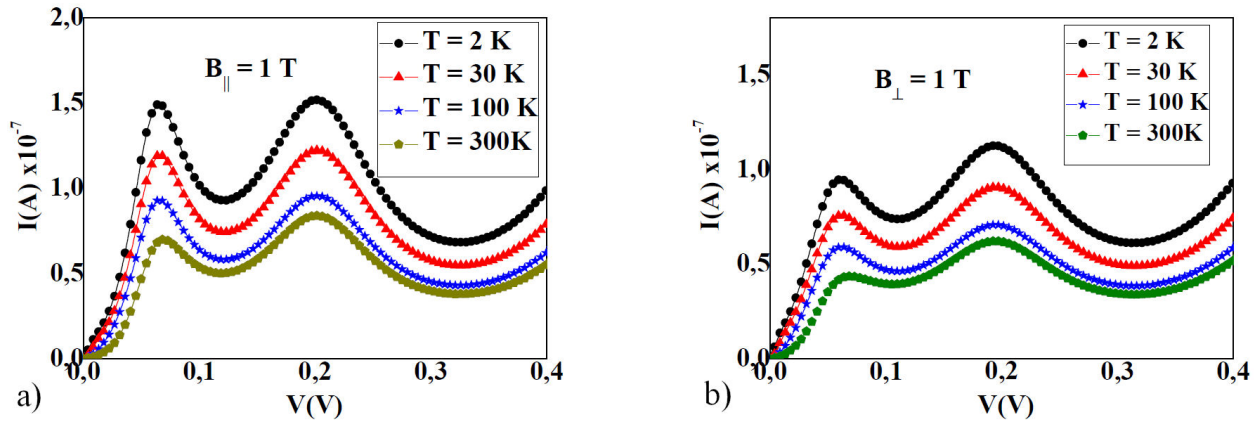 2,0
1,5
1,0
0,5
0,0
I(A) x10-7
B|| = 1 T
T = 2 K
T = 30 K
T = 100 K
T = 300K
0,0 0,1 0,2 0,3 0,4
V(V)
a)
1,5
1,0
0,5
0,0
I(A) x10-7
B⊥ = 1 T
T = 2 K
T = 30 K
T = 100 K
T = 300K
0,0 0,1 0,2 0,3 0,4
V(V)
b)